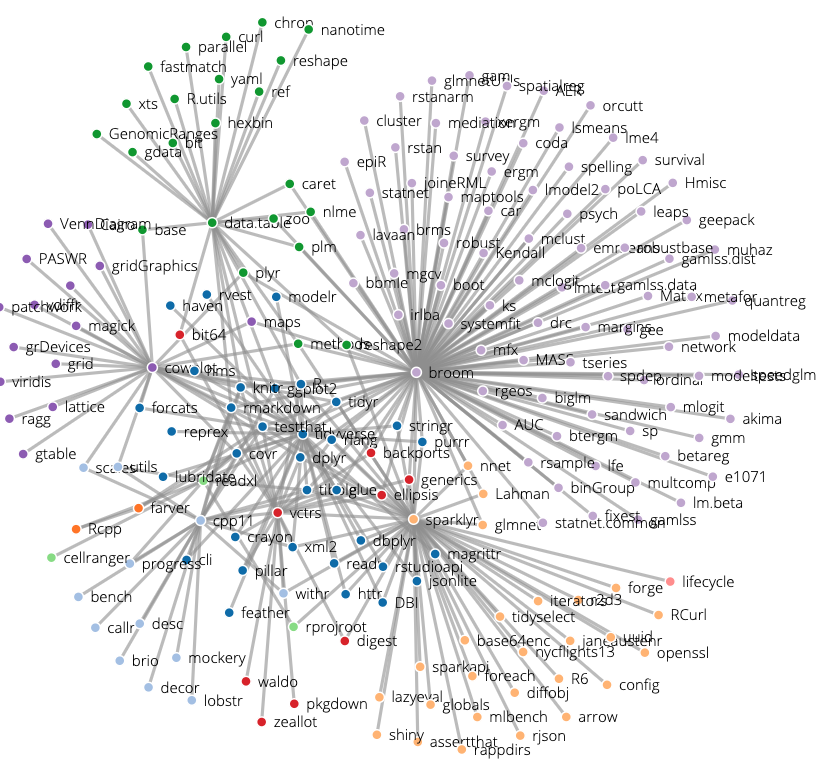 chron
nanotime
curl
parallel
reshape
fastmatch
yaml
ref
R.utils
xts
hexbin
GenomicRanges
bit
gdata
caret
nlme
zoo
data.table
base
plm
plyr
gam
glmnetUtils
spatialreg
AER
rstanarm
orcutt
cluster
mediation
lsmeans
lme4
rstan
coda
survey
epiR
survival
spelling
ergm
joineRML
Hmisc
statnet
maptools
lmodel2
poLCA
car
psych
leaps
geepack
brms
lavaan
robust
mclust
Kendall
robustbase
muhaz
gamlss.dist
mgcv
bbmle
boot
mclogit
lmtest
gamlss.data
Matrix
metafor
quantreg
ks
irlba
systemfit
drc
margins
gee
modeldata
mfx
network
MASS
tseries
broom
spdep
ordinal
modeltests
speedglm
rgeos
biglm
mlogit
sandwich
akima
AUC
sp
btergm
gmm
betareg
rsample
lfe
e1071
binGroup
multcomp
lm.beta
fixest
gamlss
statnet.common
VennDiagram
Cairo
PASWR
gridGraphics
vdiffr
patchwork
magick
maps
grDevices
grid
cowplot
viridis
lattice
ragg
gtable
haven
rvest
modelr
bit64
methods
reshape2
hms
knitr
ggplot2
tidyr
forcats
rmarkdown
reprex
testthat
tidyverse
rlang
stringr
purrr
backports
covr
dplyr
scales
utils
lubridate
readxl
tibble
glue
generics
ellipsis
nnet
Lahman
glmnet
farver
Rcpp
cpp11
vctrs
sparklyr
crayon
xml2
dbplyr
magrittr
cellranger
progress
cli
pillar
readr
rstudioapi
jsonlite
bench
withr
httr
DBI
feather
callr
desc
rprojroot
digest
brio
mockery
decor
lobstr
waldo
pkgdown
zeallot
lifecycle
forge
iterators
r2d3
RCurl
tidyselect
base64enc
janeaustenr
uuid
nycflights13
openssl
sparkapi
foreach
R6
config
diffobj
lazyeval
globals
mlbench
arrow
shiny
assertthat
rjson
rappdirs